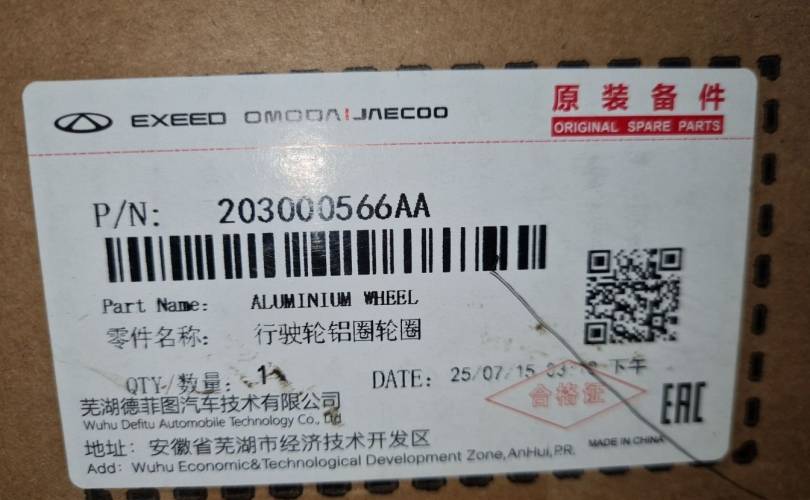 EXEED OMODA|JAECOO
原装备件
ORIGINAL SPARE PARTS
P/N: 203000566AA
Part Name: ALUMINIUM WHEEL
零件名称: 行驶轮铝圈轮圈
QTY/数量: 1
DATE: 25/07/15 下午
合格证
EAC
芜湖德菲图汽车技术有限公司
Wuhu Defitu Automobile Technology Co., Ltd
地址: 安徽省芜湖市经济技术开发区
MADE IN CHINA
Add: Wuhu Economic&Technological Development Zone, AnHui, P.R.